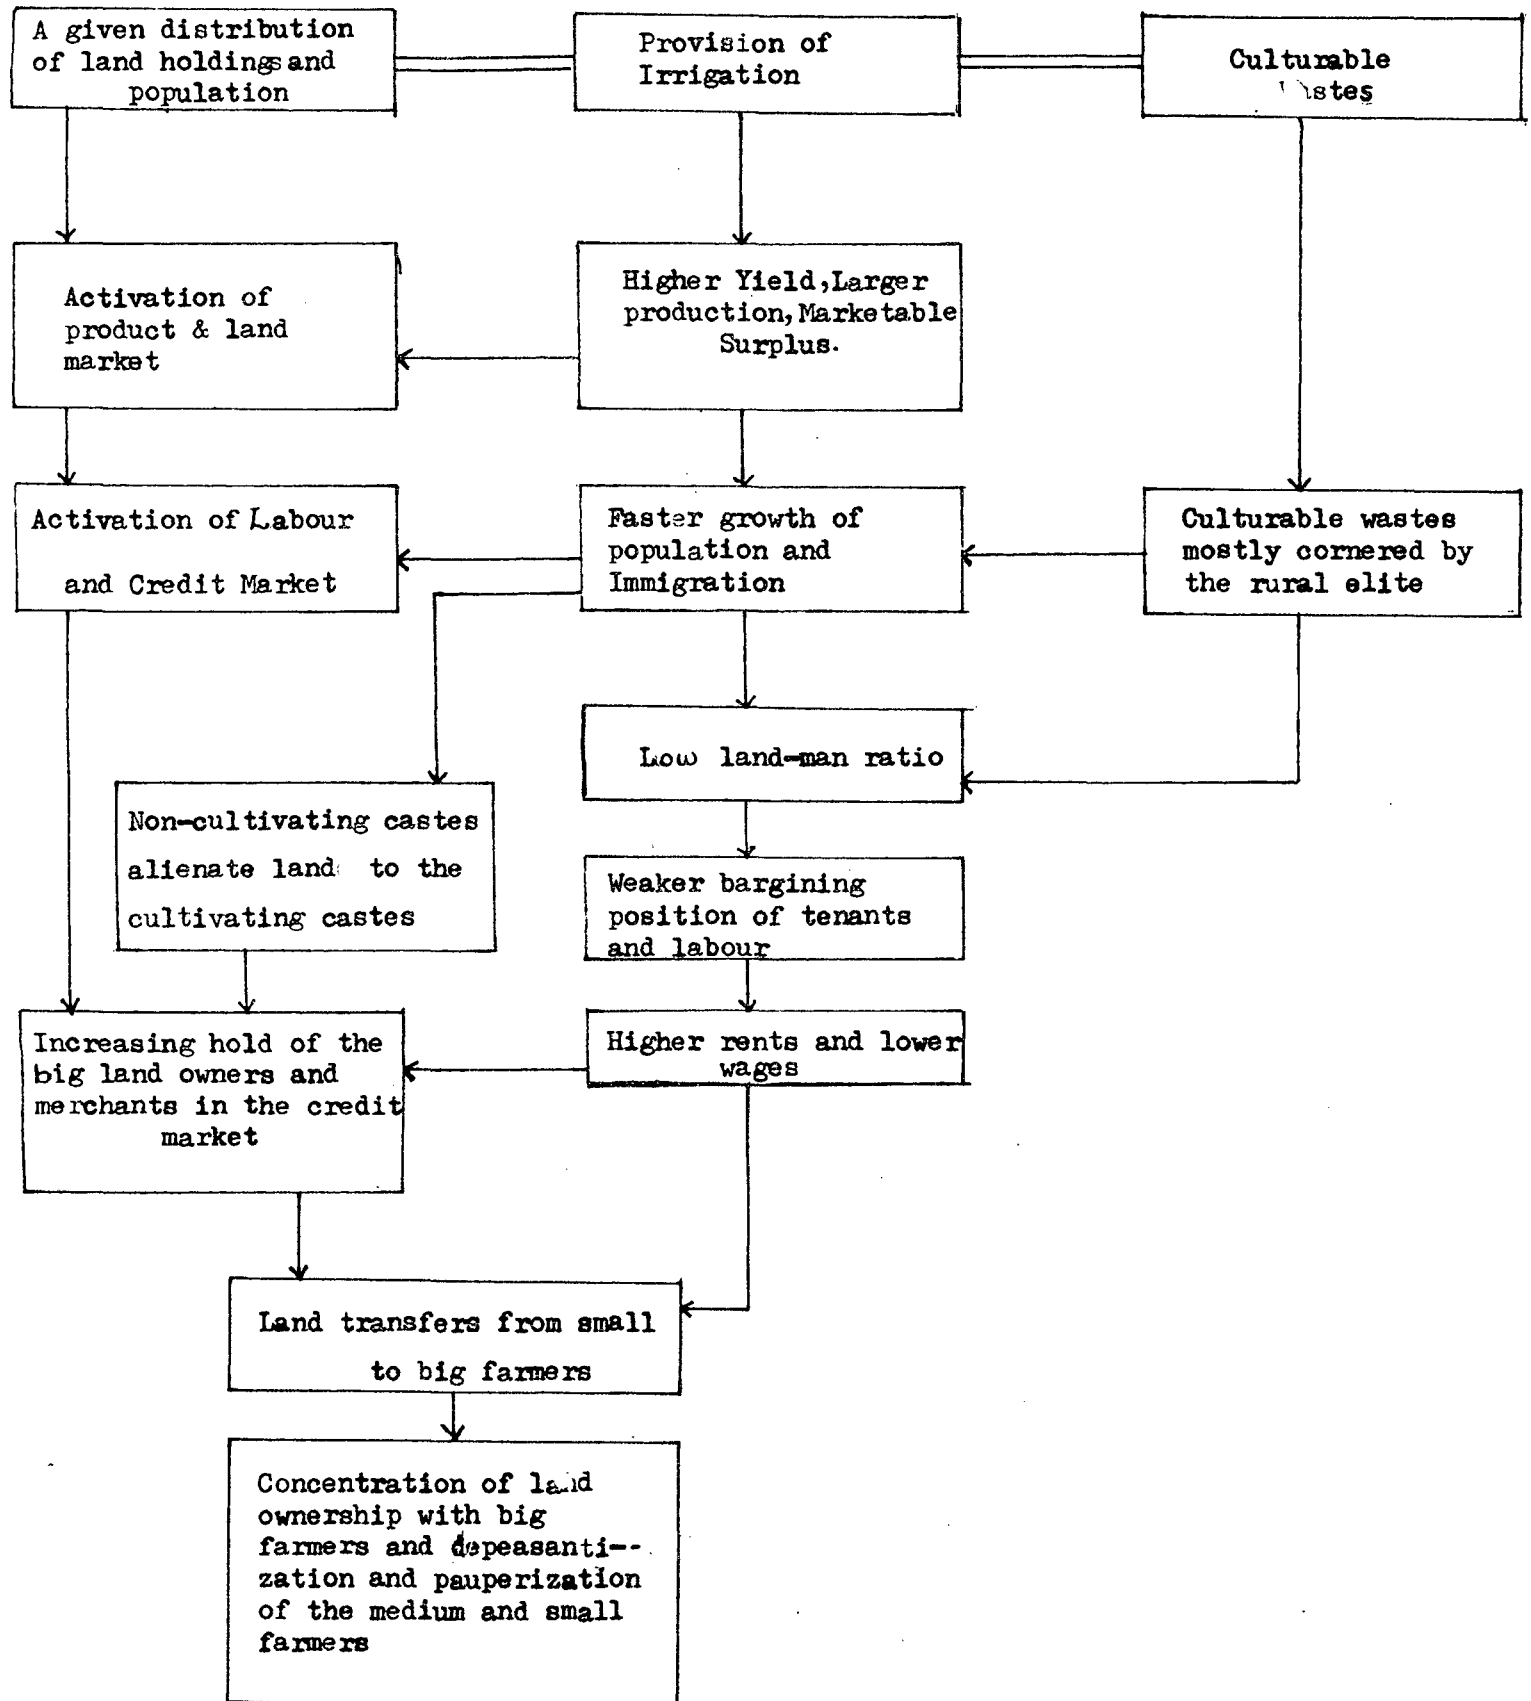 A given distribution
of land holdings and
population
Provision of
Irrigation
Culturable
Activation of
product & land
market
Higher Yield, Larger
production, Marketable
Surplus.
Activation of Labour
and Credit Market
Faster growth of
population and
Immigration
Culturable wastes
mostly cornered by
the rural elite
Low land-man ratio
Non-cultivating castes
alienate land to the
cultivating castes
Weaker bargining
position of tenants
and labour
Increasing hold of the
big land owners and
merchants in the credit
market
Higher rents and lower
wages
Land transfers from small
to big farmers
Concentration of land
ownership with big
farmers and depeasanti--
zation and pauperization
of the medium and small
farmers